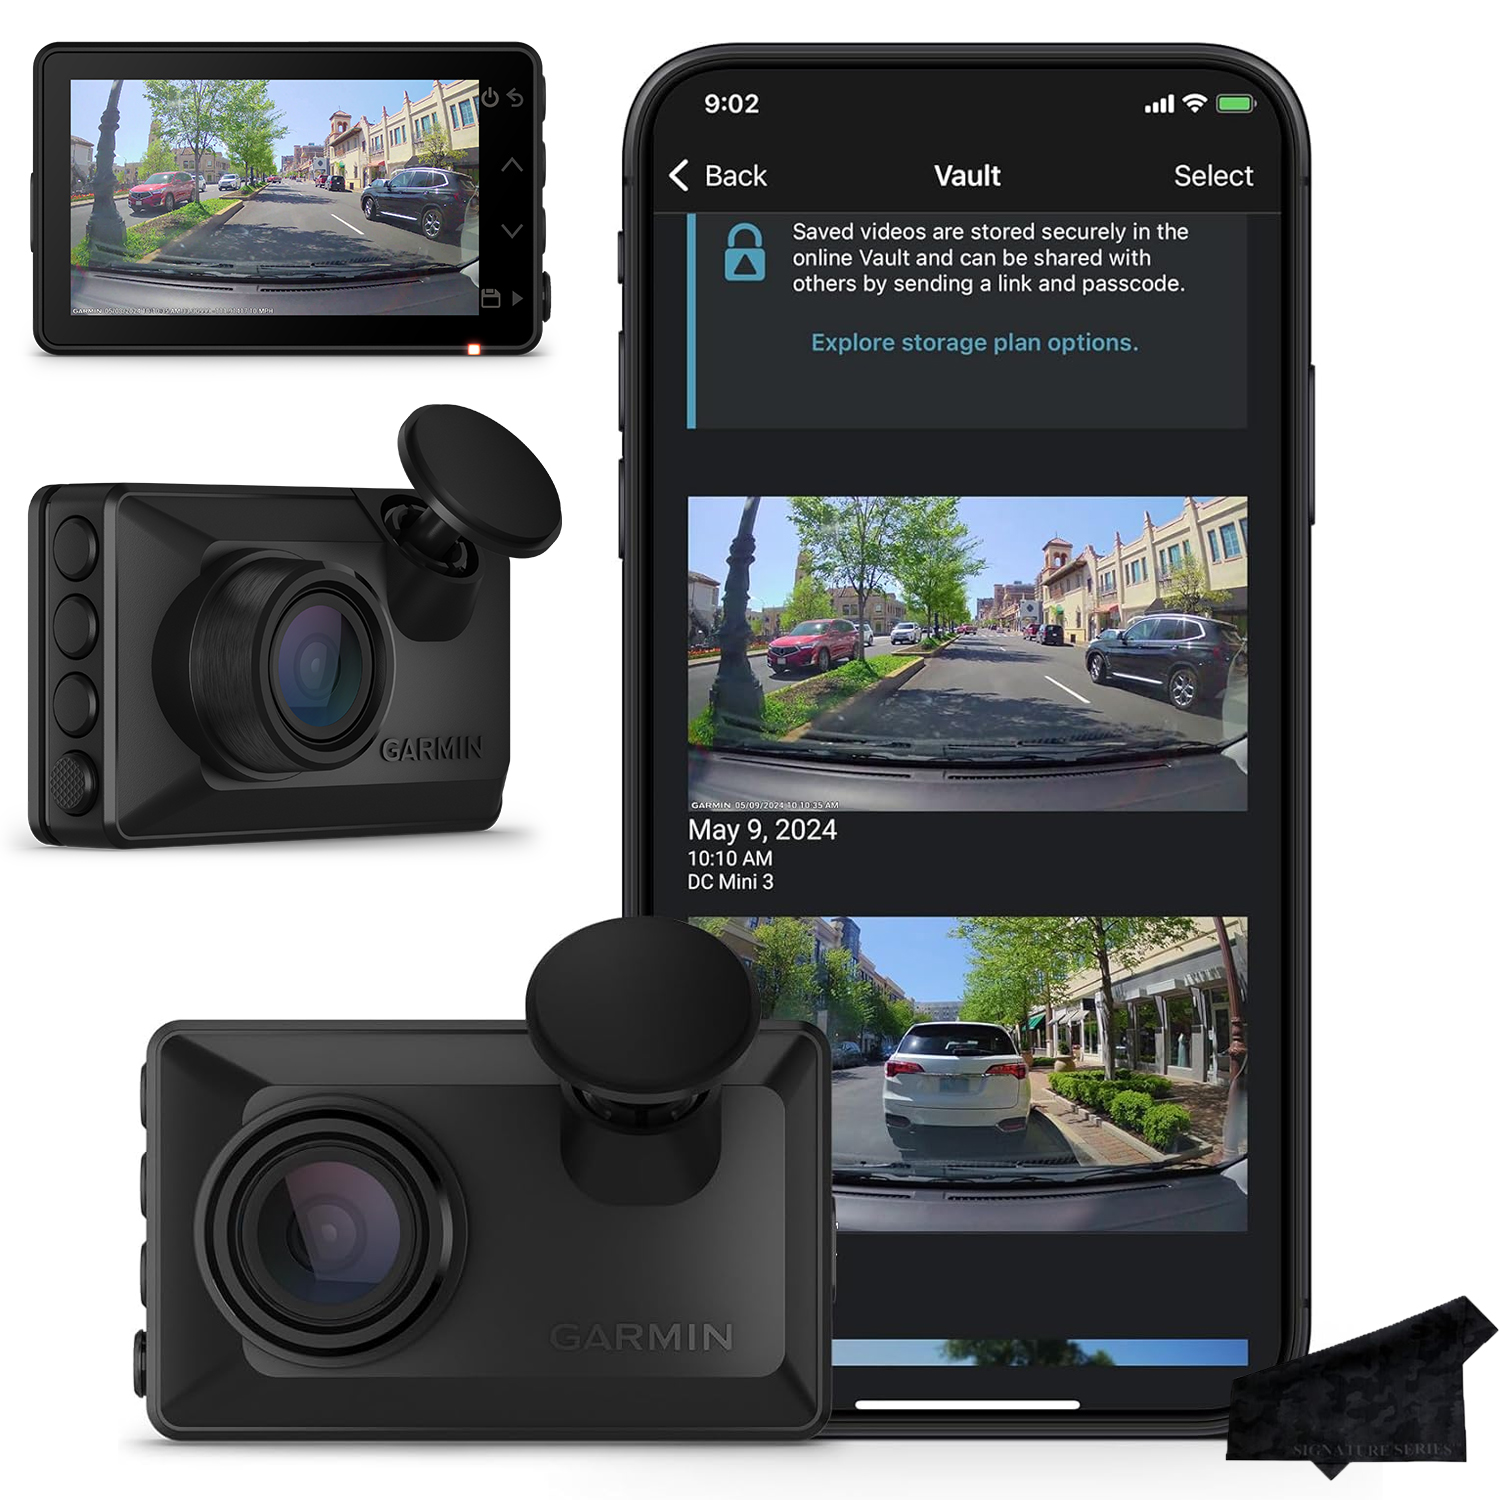 9:02
Back
Vault
Select
Saved videos are stored securely in the
online Vault and can be shared with
others by sending a link and passcode.
Explore storage plan options.
GARMIN 05/09/2024 10:10:35 AM
May 9, 2024
10:10 AM
DC Mini 3
GARMIN
GARMIN
GARMIN
MPH
SIGNATURE SERIES